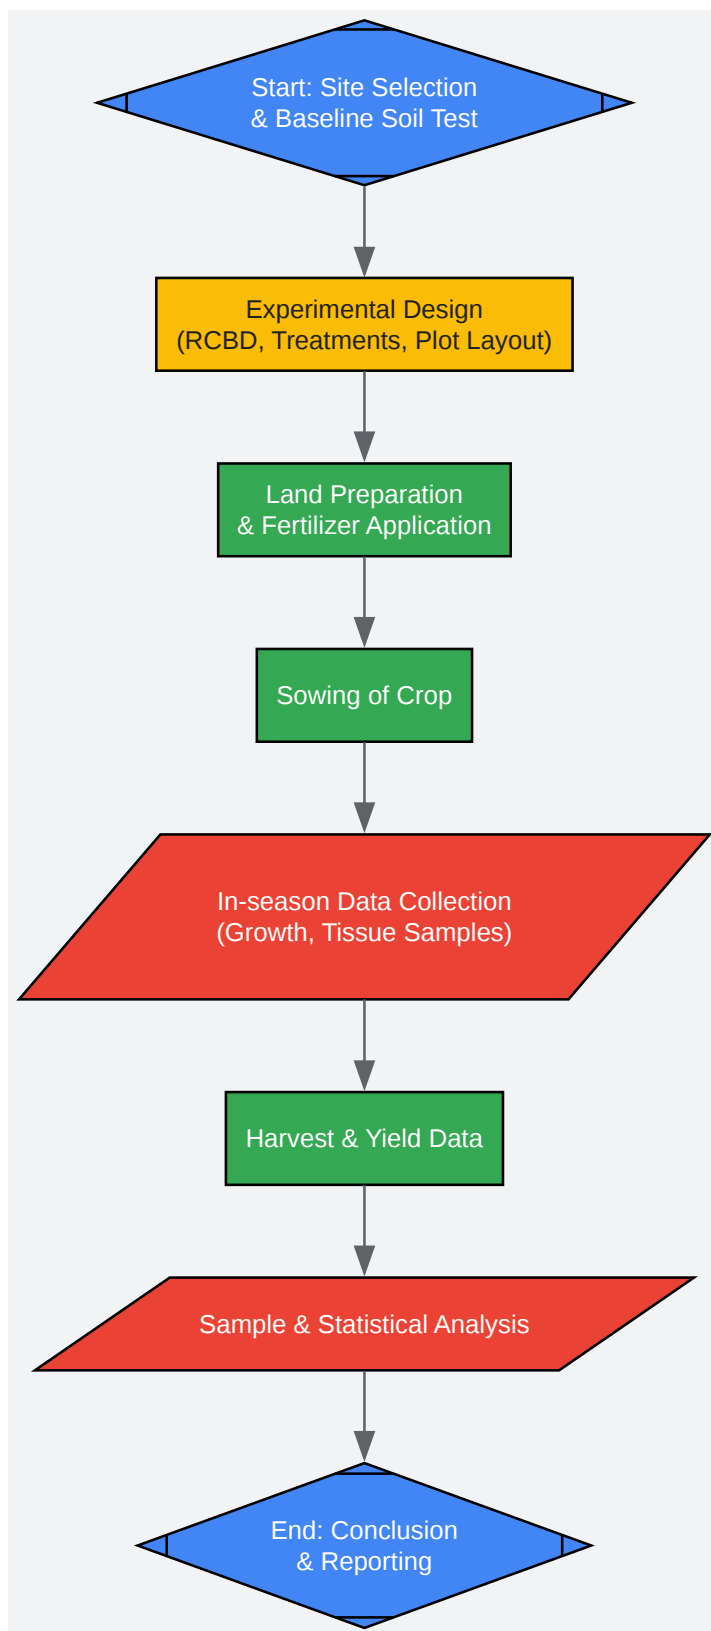 Start: Site Selection
& Baseline Soil Test
Experimental Design
(RCBD, Treatments, Plot Layout)
Land Preparation
& Fertilizer Application
Sowing of Crop
In-season Data Collection
(Growth, Tissue Samples)
Harvest & Yield Data
Sample & Statistical Analysis
End: Conclusion
& Reporting